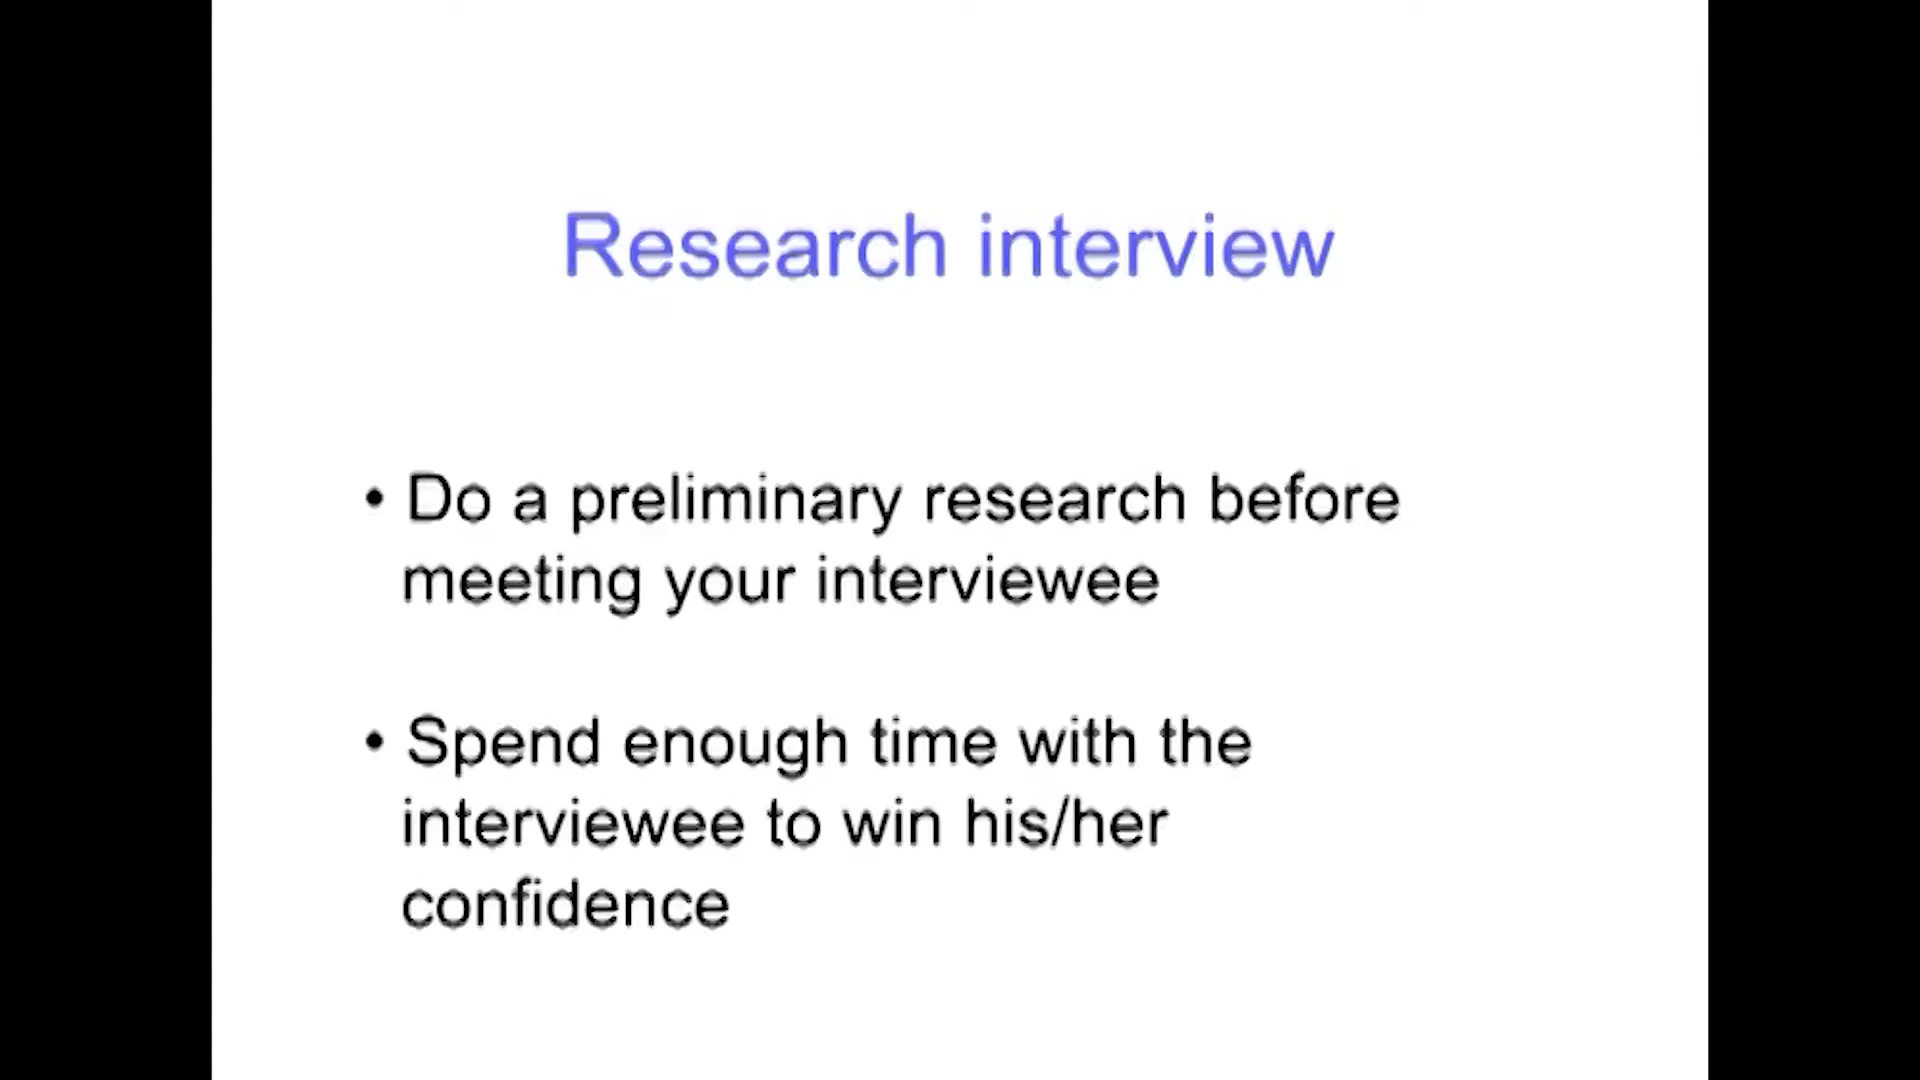 Research interview
• Do a preliminary research before
meeting your interviewee
• Spend enough time with the
interviewee to win his/her
confidence